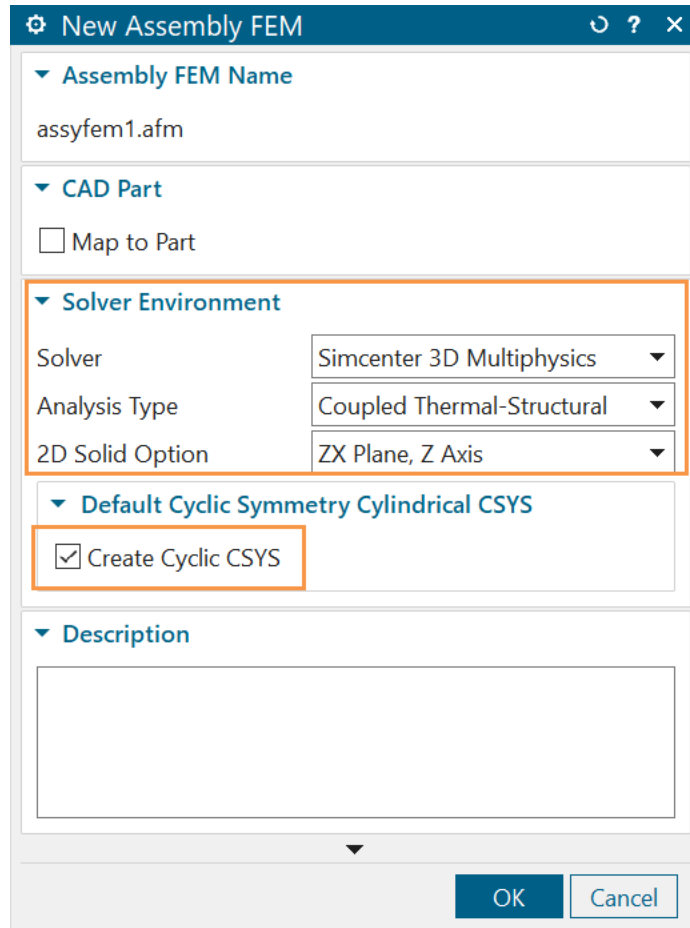 New Assembly FEM
Assembly FEM Name
assyfem1.afm
CAD Part
Map to Part
Solver Environment
Solver Simcenter 3D Multiphysics
Analysis Type Coupled Thermal-Structural
2D Solid Option ZX Plane, Z Axis
Default Cyclic Symmetry Cylindrical CSYS
Create Cyclic CSYS
Description
OK Cancel